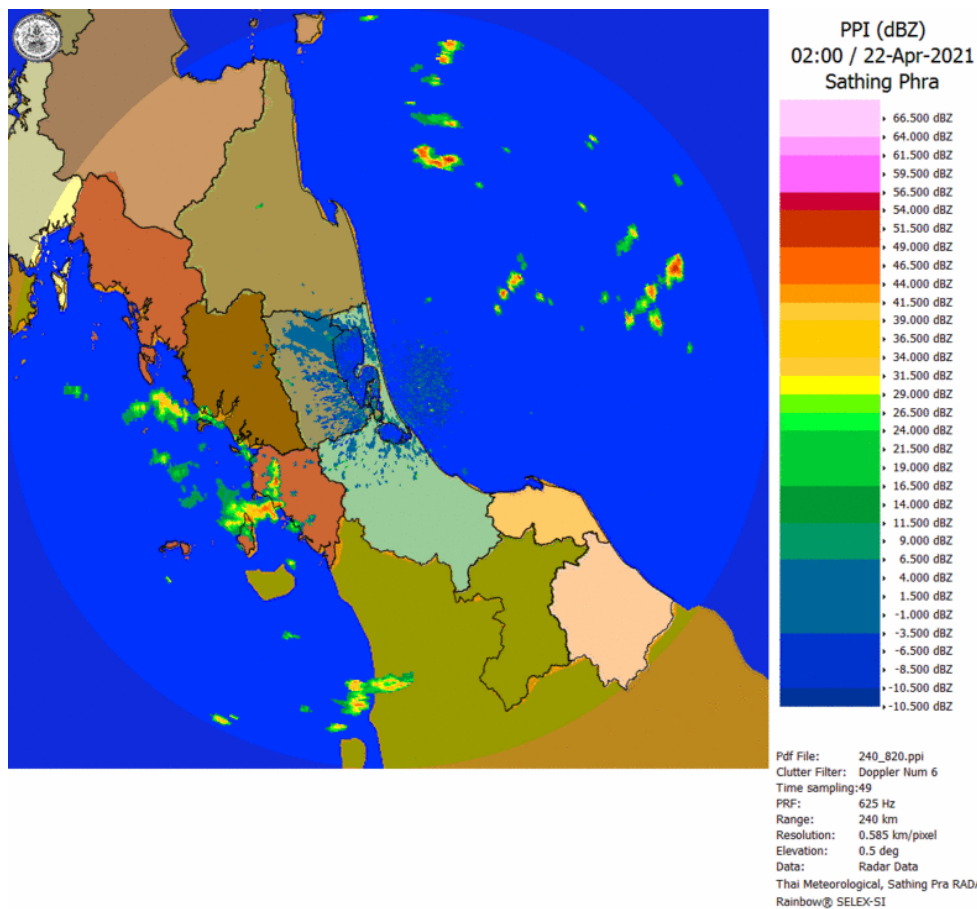 PPI (dBZ)
02:00 / 22-Apr-2021
Sathing Phra
66.500 dBZ
64.000 dBZ
61.500 dBZ
59.500 dBZ
56.500 dBZ
54.000 dBZ
51.500 dBZ
49.000 dBZ
46.500 dBZ
44.000 dBZ
41.500 dBZ
39.000 dBZ
36.500 dBZ
34.000 dBZ
31.500 dBZ
29.000 dBZ
26.500 dBZ
24.000 dBZ
21.500 dBZ
19.000 dBZ
16.500 dBZ
14.000 dBZ
11.500 dBZ
9.000 dBZ
6.500 dBZ
4.000 dBZ
1.500 dBZ
-1.000 dBZ
-3.500 dBZ
-6.500 dBZ
-8.500 dBZ
-10.500 dBZ
-10.500 dBZ
Pdf File: 240_820.ppi
Clutter Filter: Doppler Num 6
Time sampling:49
PRF: 625 Hz
Range: 240 km
Resolution: 0.585 km/pixel
Elevation: 0.5 deg
Data: Radar Data
Thai Meteorological, Sathing Pra RADA
Rainbow® SELEX-SI